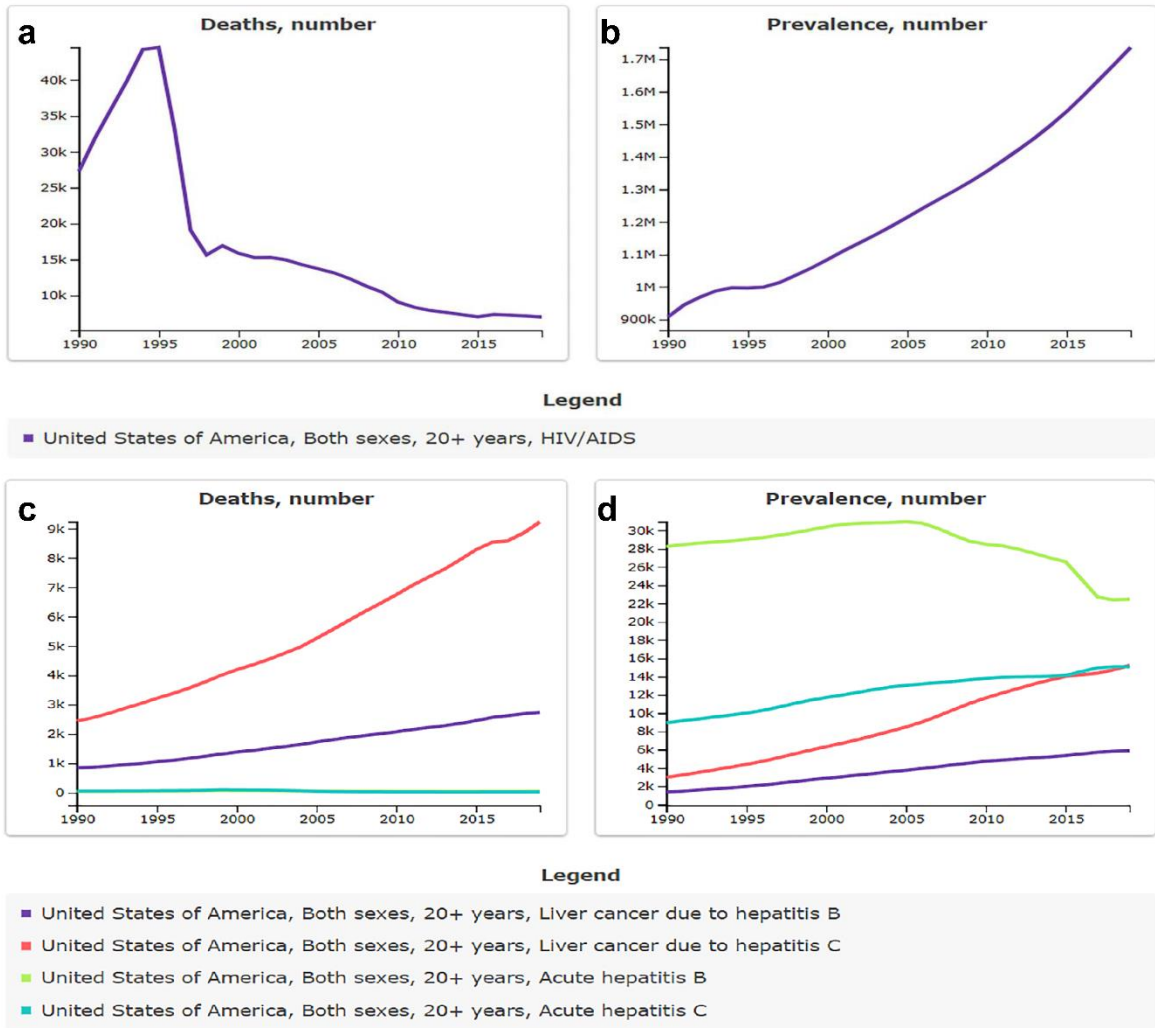 a
Deaths, number
40k
35k
30k
25k
20k
15k
10k
1990 1995 2000 2005 2010 2015
b
Prevalence, number
1.7M
1.6M
1.5M
1.4M
1.3M
1.2M
1.1M
1M
900k
1990 1995 2000 2005 2010 2015
Legend
United States of America, Both sexes, 20+ years, HIV/AIDS
c
Deaths, number
9k
8k
7k
6k
5k
4k
3k
2k
1k
0
1990 1995 2000 2005 2010 2015
d
Prevalence, number
30k
28k
26k
24k
22k
20k
18k
16k
14k
12k
10k
8k
6k
4k
2k
0
1990 1995 2000 2005 2010 2015
Legend
United States of America, Both sexes, 20+ years, Liver cancer due to hepatitis B
United States of America, Both sexes, 20+ years, Liver cancer due to hepatitis C
United States of America, Both sexes, 20+ years, Acute hepatitis B
United States of America, Both sexes, 20+ years, Acute hepatitis C